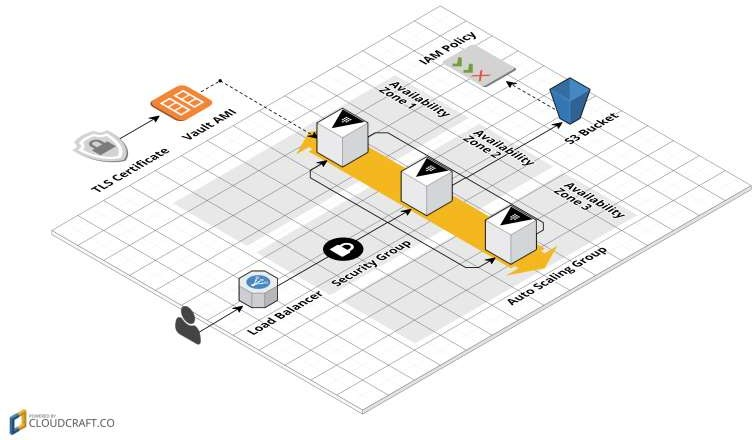 IAM Policy
Availability
Zone 1
S3 Bucket
Vault AMI
TLS Certificate
Availability
Zone 2
Availability
Zone 3
Security Group
Load Balancer
Auto Scaling Group
POWERED BY
CLOUDCRAFT.CO